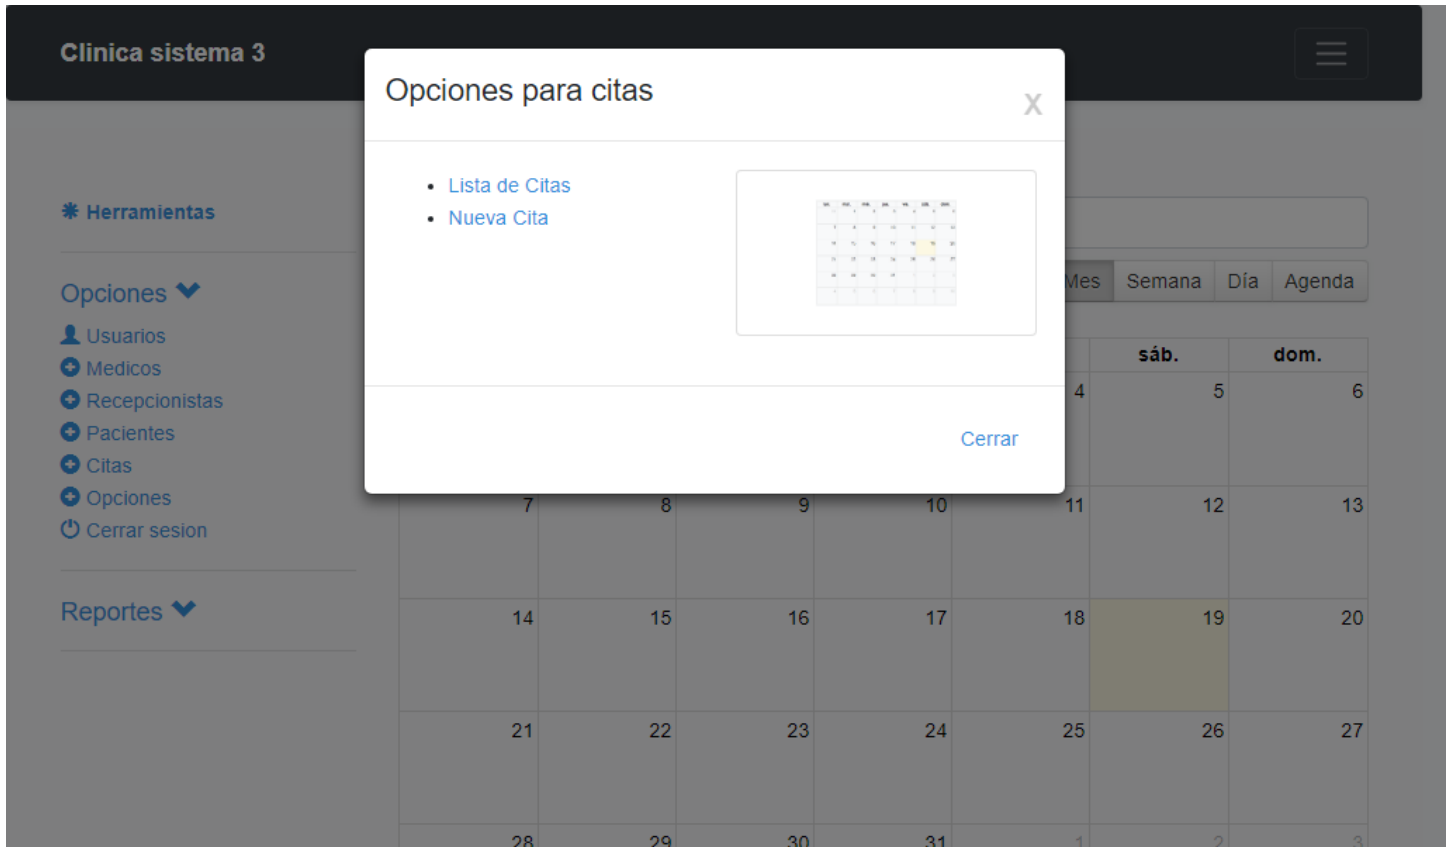 Clinica sistema 3
Opciones para citas
X
Lista de Citas
Nueva Cita
Cerrar
Herramientas
Opciones
Usuarios
Medicos
Recepcionistas
Pacientes
Citas
Opciones
Cerrar sesion
Reportes
Mes Semana Día Agenda
sáb. dom.
4 5 6
7 8 9 10 11 12 13
14 15 16 17 18 19 20
21 22 23 24 25 26 27
28 29 30 31 1 2 3